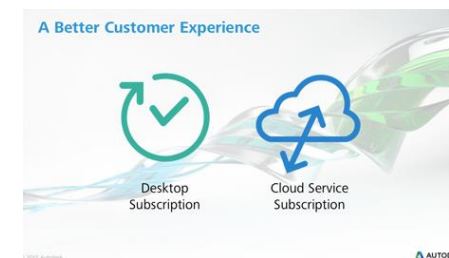 A Better Customer Experience
Desktop
Subscription
Cloud Service
Subscription